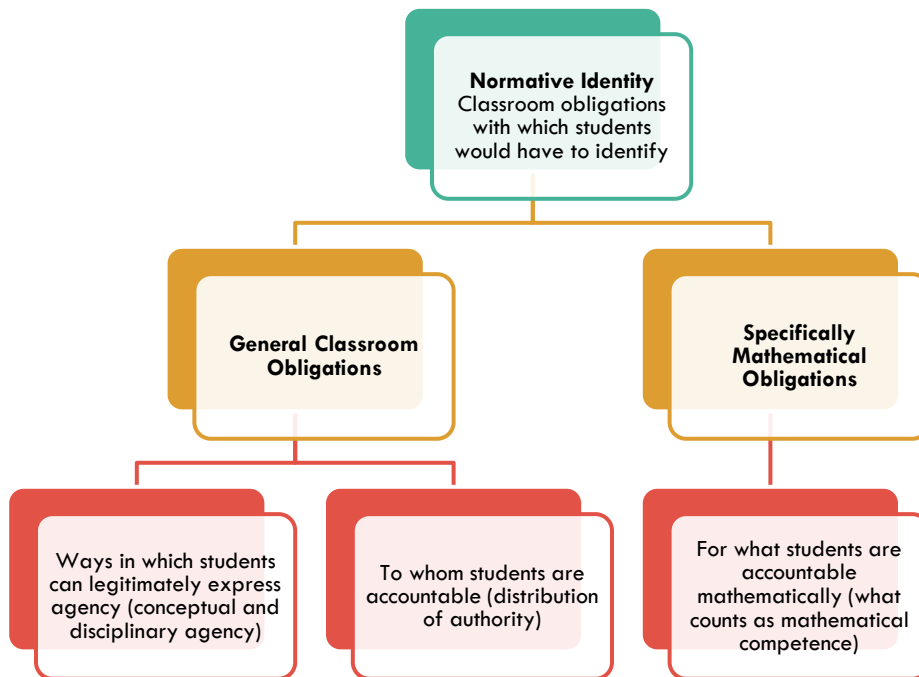 Normative Identity
Classroom obligations
with which students
would have to identify
General Classroom
Obligations
Specifically
Mathematical
Obligations
Ways in which students
can legitimately express
agency (conceptual and
disciplinary agency)
To whom students are
accountable (distribution
of authority)
For what students are
accountable
mathematically (what
counts as mathematical
competence)